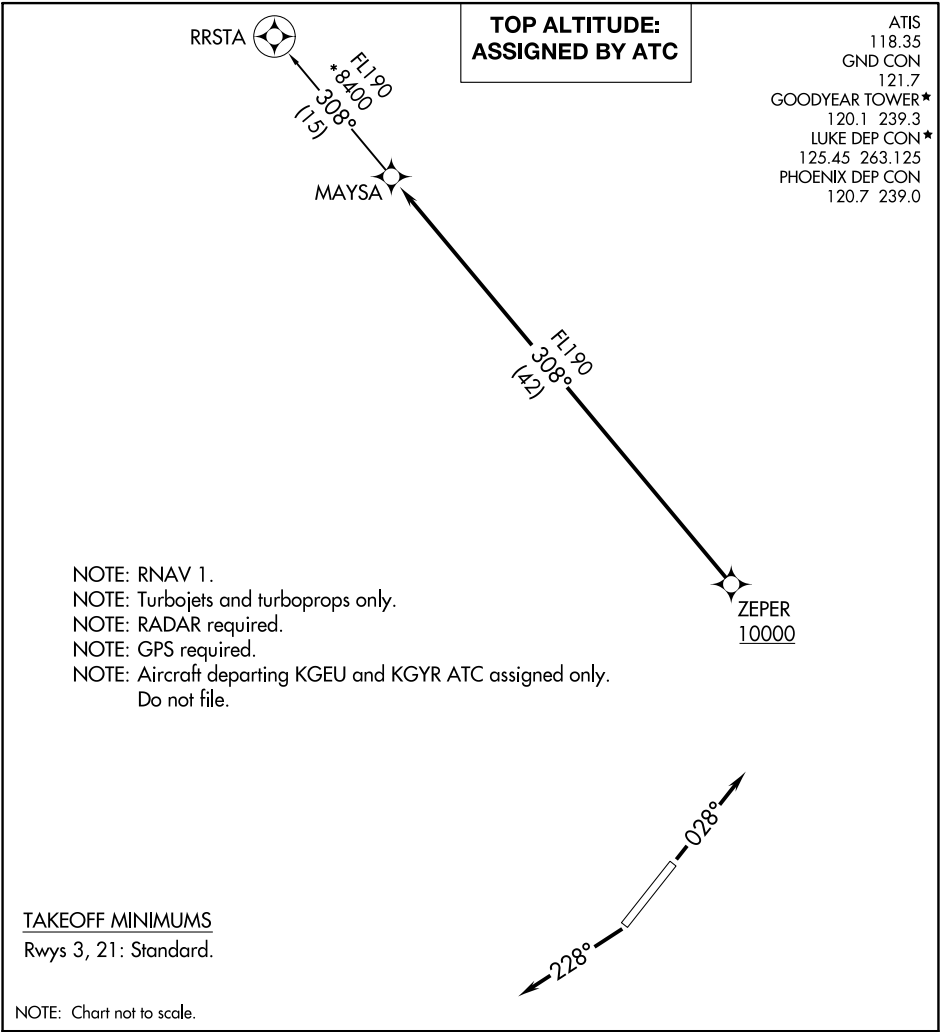 TOP ALTITUDE:
ASSIGNED BY ATC
ATIS
118.35
GND CON
121.7
GOODYEAR TOWER★
120.1 239.3
LUKE DEP CON★
125.45 263.125
PHOENIX DEP CON
120.7 239.0
RRSTA
FL190
*8400
308°
(15)
MAYSA
FL190
308°
(42)
ZEPER
10000
NOTE: RNAV 1.
NOTE: Turbojets and turboprops only.
NOTE: RADAR required.
NOTE: GPS required.
NOTE: Aircraft departing KGEU and KGYR ATC assigned only.
Do not file.
028°
228°
TAKEOFF MINIMUMS
Rwys 3, 21: Standard.
NOTE: Chart not to scale.